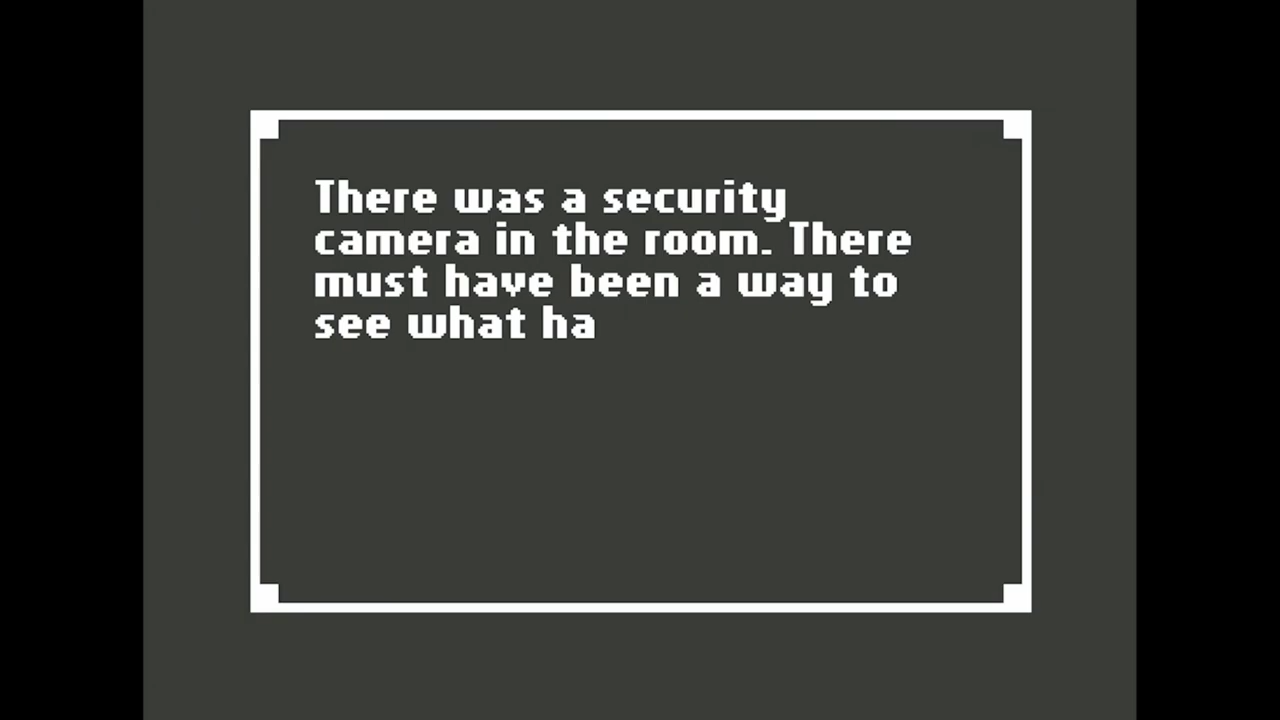 There was a security
camera in the room. There
must have been a way to
see what ha